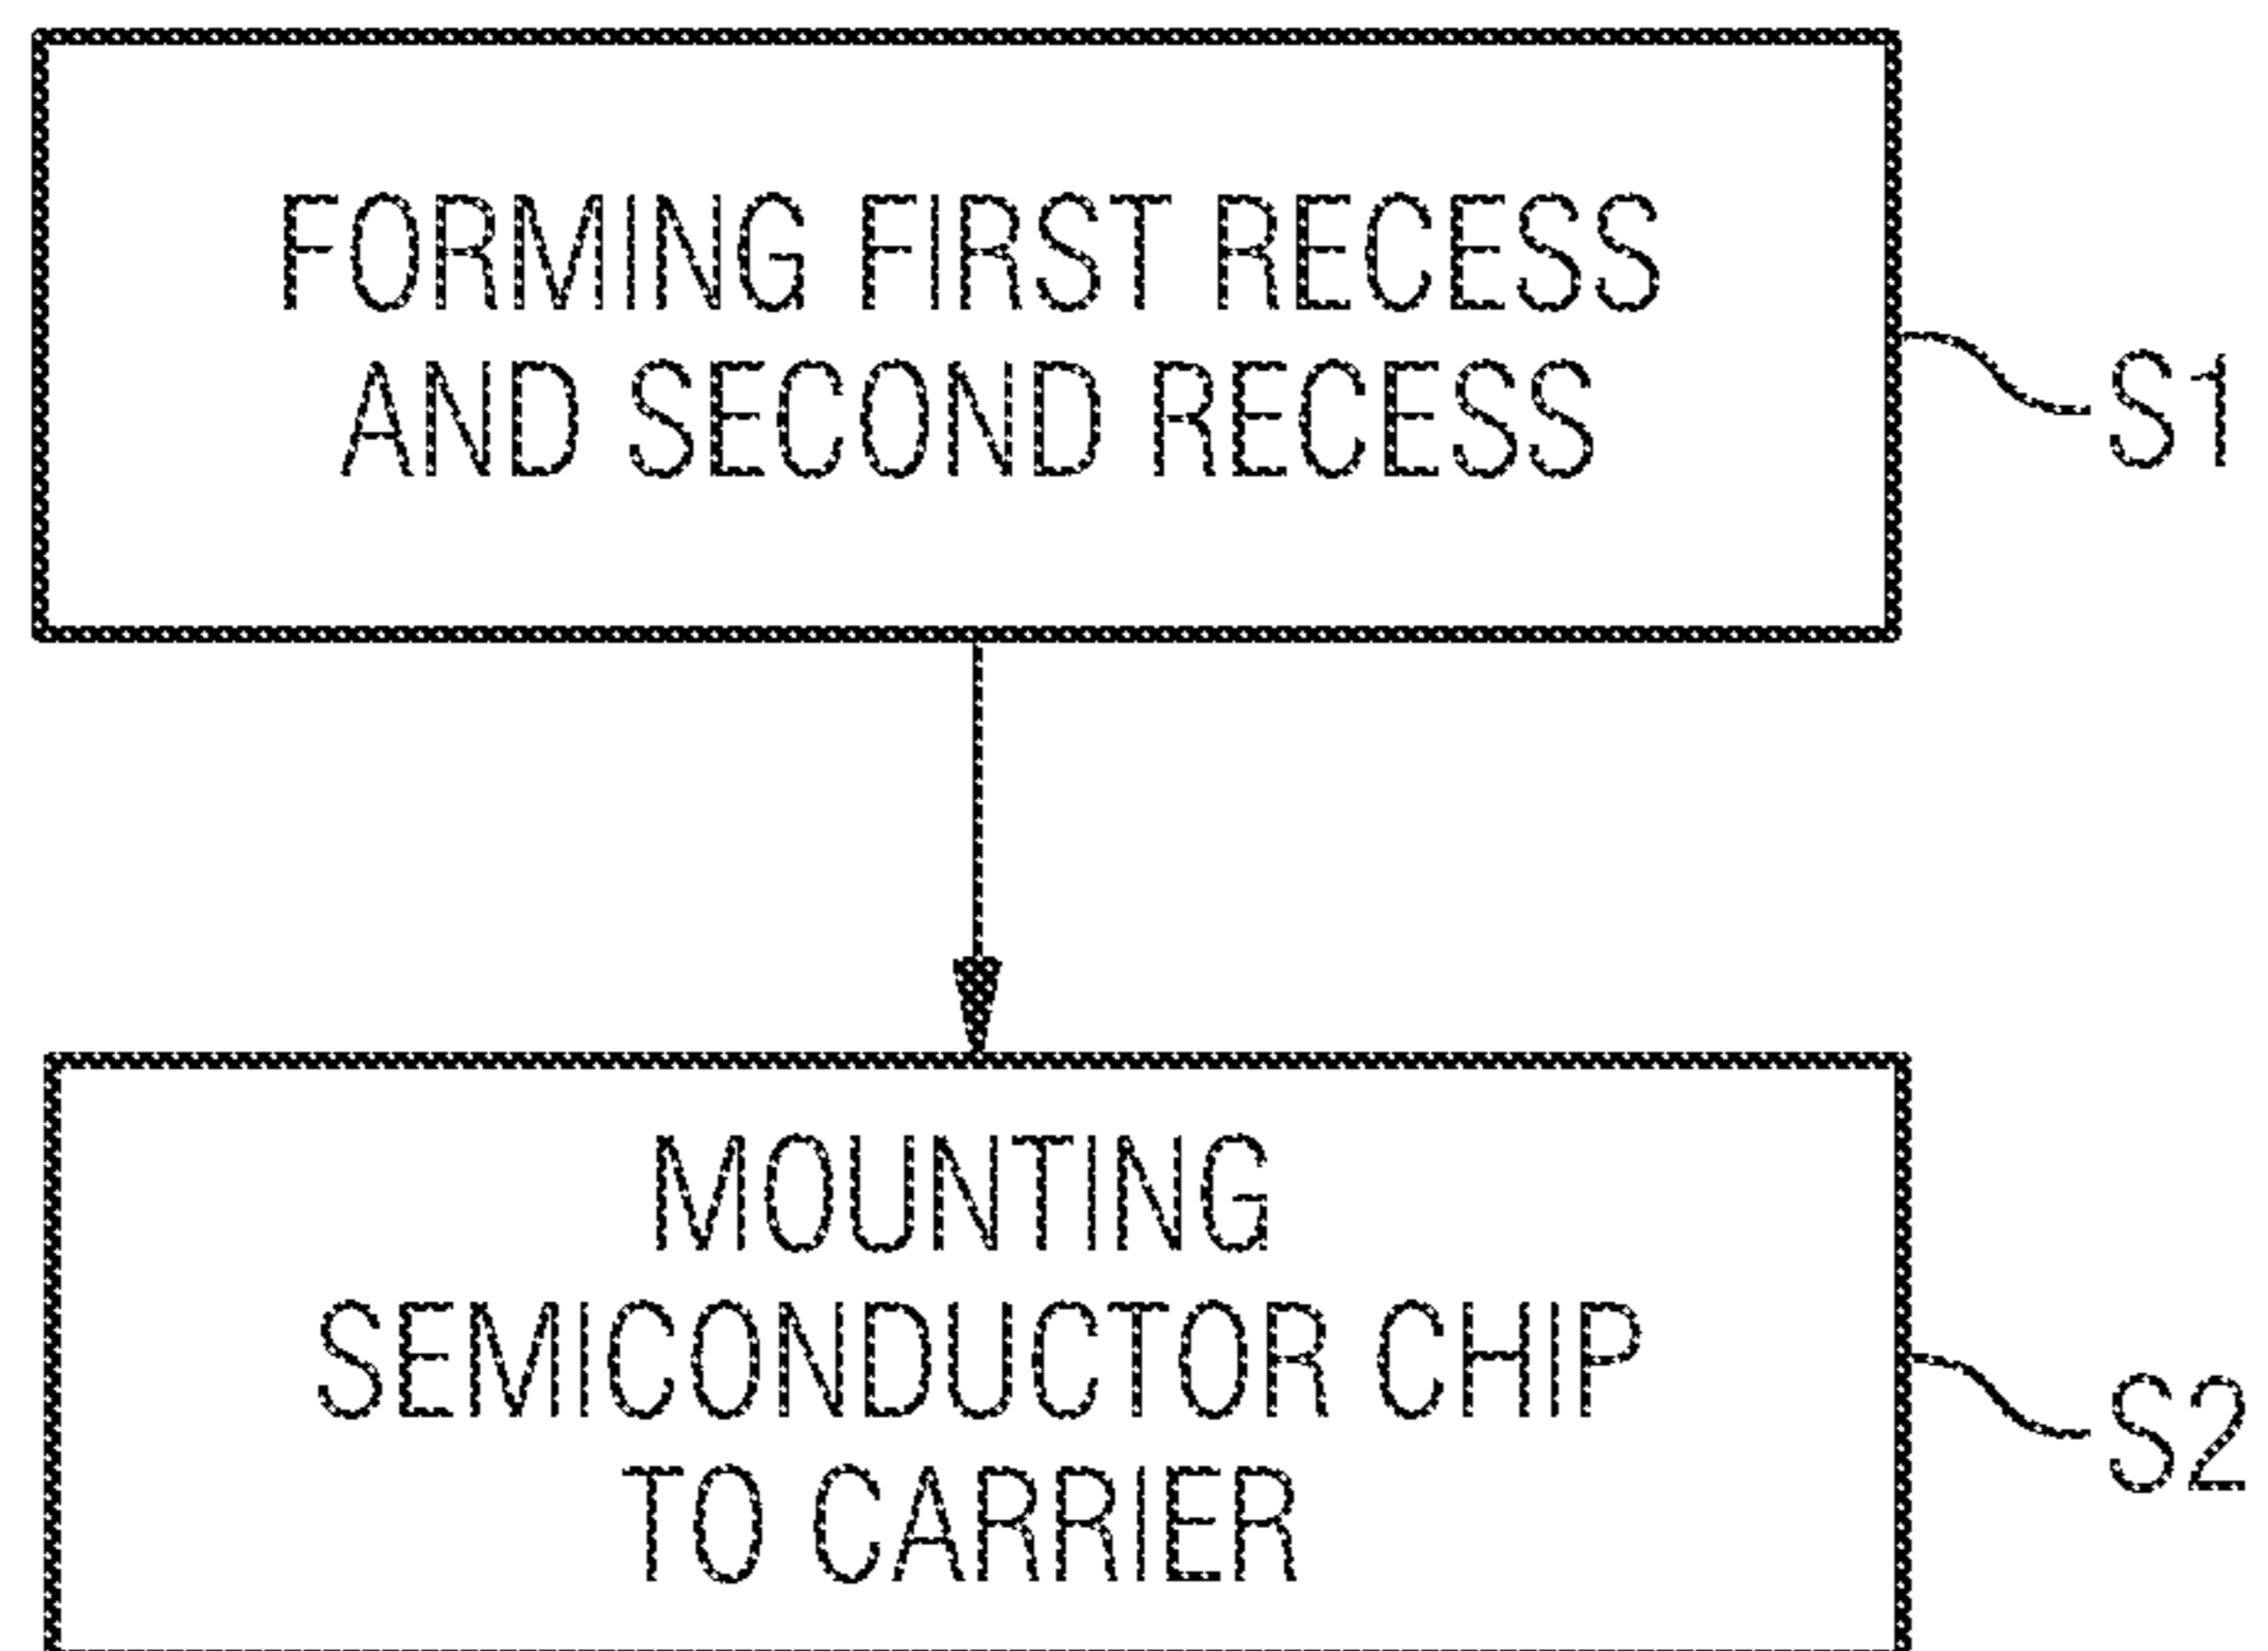 FORMING FIRST RECESS
AND SECOND RECESS
S1
MOUNTING
SEMICONDUCTOR CHIP
TO CARRIER
S2